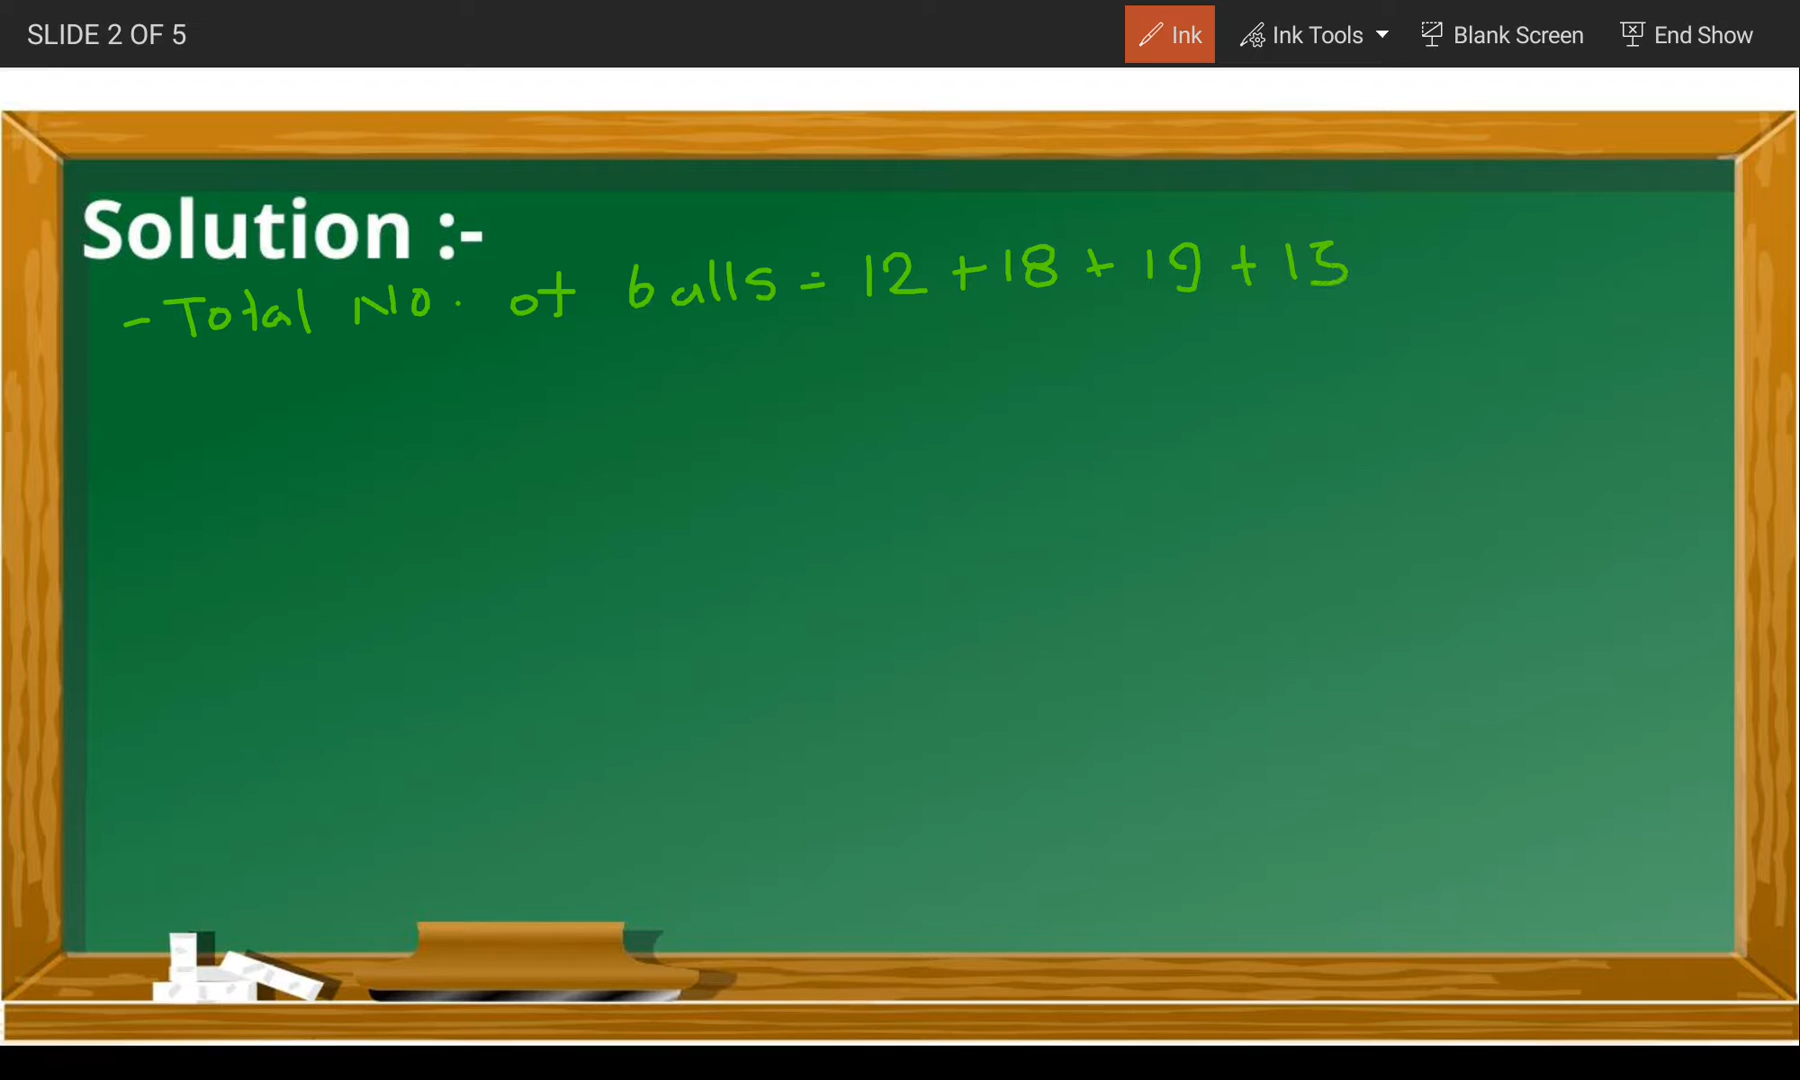 SLIDE 2 OF 5 Ink Ink Tools Blank Screen End Show
Solution :-
- Total No. of balls = 12 + 18 + 19 + 15